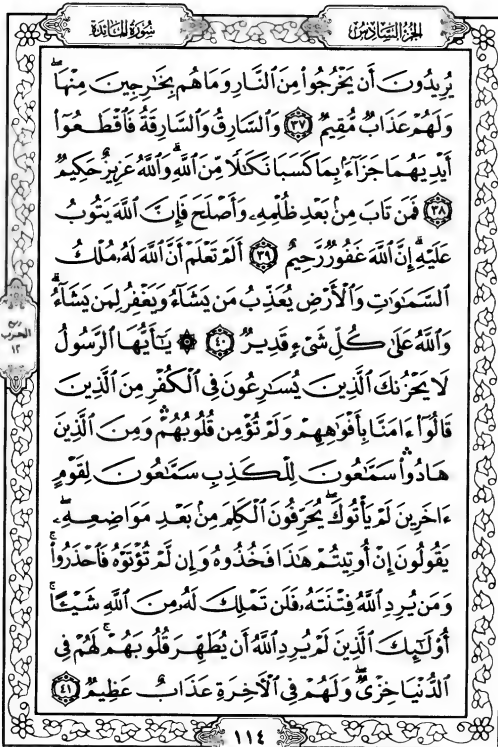 سُورَةُ المَائِدَةِ
الجُزْءُ السَّادِسُ
يُرِيدُونَ أَن يَخْرُجُوا۟ مِنَ ٱلنَّارِ وَمَا هُم بِخَٰرِجِينَ مِنْهَا ۖ
وَلَهُمْ عَذَابٌ مُّقِيمٌ ٣٧ وَٱلسَّارِقُ وَٱلسَّارِقَةُ فَٱقْطَعُوٓا۟
أَيْدِيَهُمَا جَزَآءًۢ بِمَا كَسَبَا نَكَٰلًا مِّنَ ٱللَّهِ ۗ وَٱللَّهُ عَزِيزٌ حَكِيمٌ
٣٨ فَمَن تَابَ مِنۢ بَعْدِ ظُلْمِهِۦ وَأَصْلَحَ فَإِنَّ ٱللَّهَ يَتُوبُ
عَلَيْهِ ۗ إِنَّ ٱللَّهَ غَفُورٌ رَّحِيمٌ ٣٩ أَلَمْ تَعْلَمْ أَنَّ ٱللَّهَ لَهُۥ مُلْكُ
ٱلسَّمَٰوَٰتِ وَٱلْأَرْضِ يُعَذِّبُ مَن يَشَآءُ وَيَغْفِرُ لِمَن يَشَآءُ ۗ
وَٱللَّهُ عَلَىٰ كُلِّ شَىْءٍ قَدِيرٌ ٤٠ ۞ يَٰٓأَيُّهَا ٱلرَّسُولُ
لَا يَحْزُنكَ ٱلَّذِينَ يُسَٰرِعُونَ فِى ٱلْكُفْرِ مِنَ ٱلَّذِينَ
قَالُوٓا۟ ءَامَنَّا بِأَفْوَٰهِهِمْ وَلَمْ تُؤْمِن قُلُوبُهُمْ ۛ وَمِنَ ٱلَّذِينَ
هَادُوا۟ ۛ سَمَّٰعُونَ لِلْكَذِبِ سَمَّٰعُونَ لِقَوْمٍ
ءَاخَرِينَ لَمْ يَأْتُوكَ ۖ يُحَرِّفُونَ ٱلْكَلِمَ مِنۢ بَعْدِ مَوَاضِعِهِۦ ۖ
يَقُولُونَ إِنْ أُوتِيتُمْ هَٰذَا فَخُذُوهُ وَإِن لَّمْ تُؤْتَوْهُ فَٱحْذَرُوا۟ ۚ
وَمَن يُرِدِ ٱللَّهُ فِتْنَتَهُۥ فَلَن تَمْلِكَ لَهُۥ مِنَ ٱللَّهِ شَيْـًٔا ۚ
أُو۟لَٰٓئِكَ ٱلَّذِينَ لَمْ يُرِدِ ٱللَّهُ أَن يُطَهِّرَ قُلُوبَهُمْ ۚ لَهُمْ فِى
ٱلدُّنْيَا خِزْىٌ ۖ وَلَهُمْ فِى ٱلْءَاخِرَةِ عَذَابٌ عَظِيمٌ ٤١
ربع
الحزب
١٢
١١٤